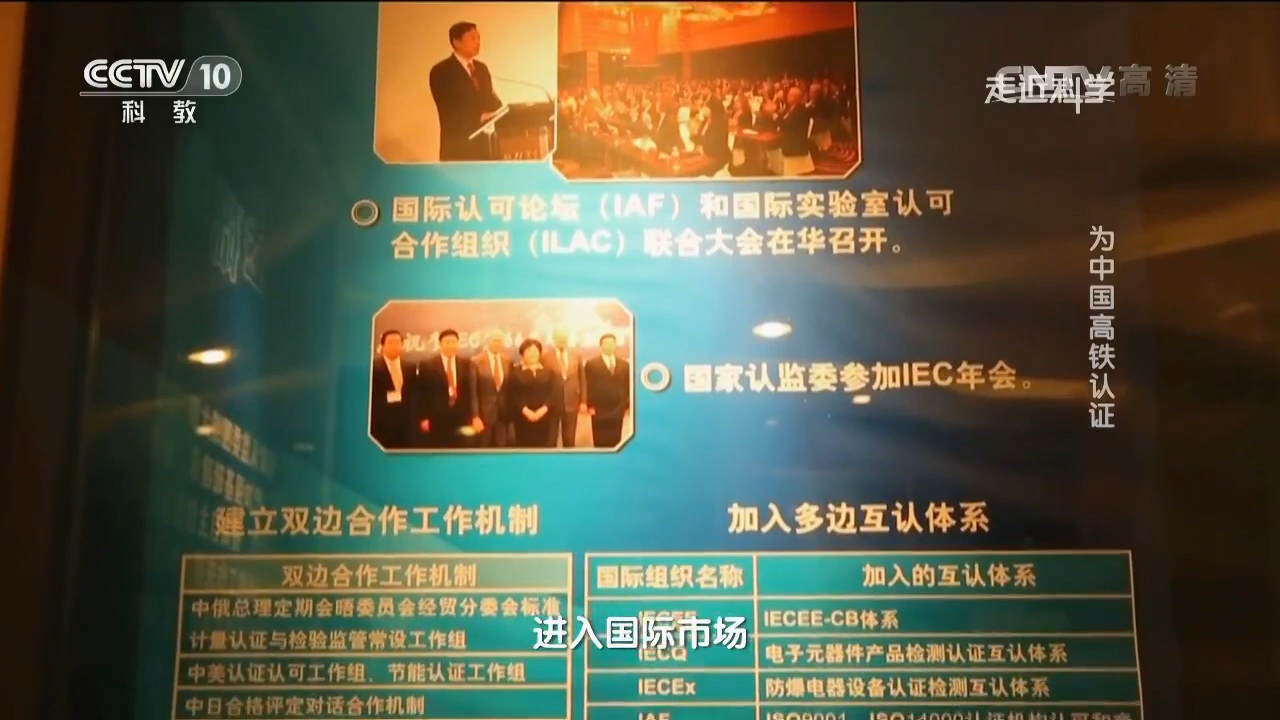 CCTV 10
科教
CNTV高清
走近科学
为中国高铁认证
国际认可论坛（IAF）和国际实验室认可
合作组织（ILAC）联合大会在华召开。
国家认监委参加IEC年会。
建立双边合作工作机制
双边合作工作机制
中俄总理定期会晤委员会经贸分委会标准、
计量认证与检验监管常设工作组
中美认证认可工作组、节能认证工作组
中日合格评定对话合作机制
加入多边互认体系
国际组织名称 加入的互认体系
IECEE IECEE-CB体系
IECQ 电子元器件产品检测认证互认体系
IECEx 防爆电器设备认证检测互认体系
IAF
进入国际市场